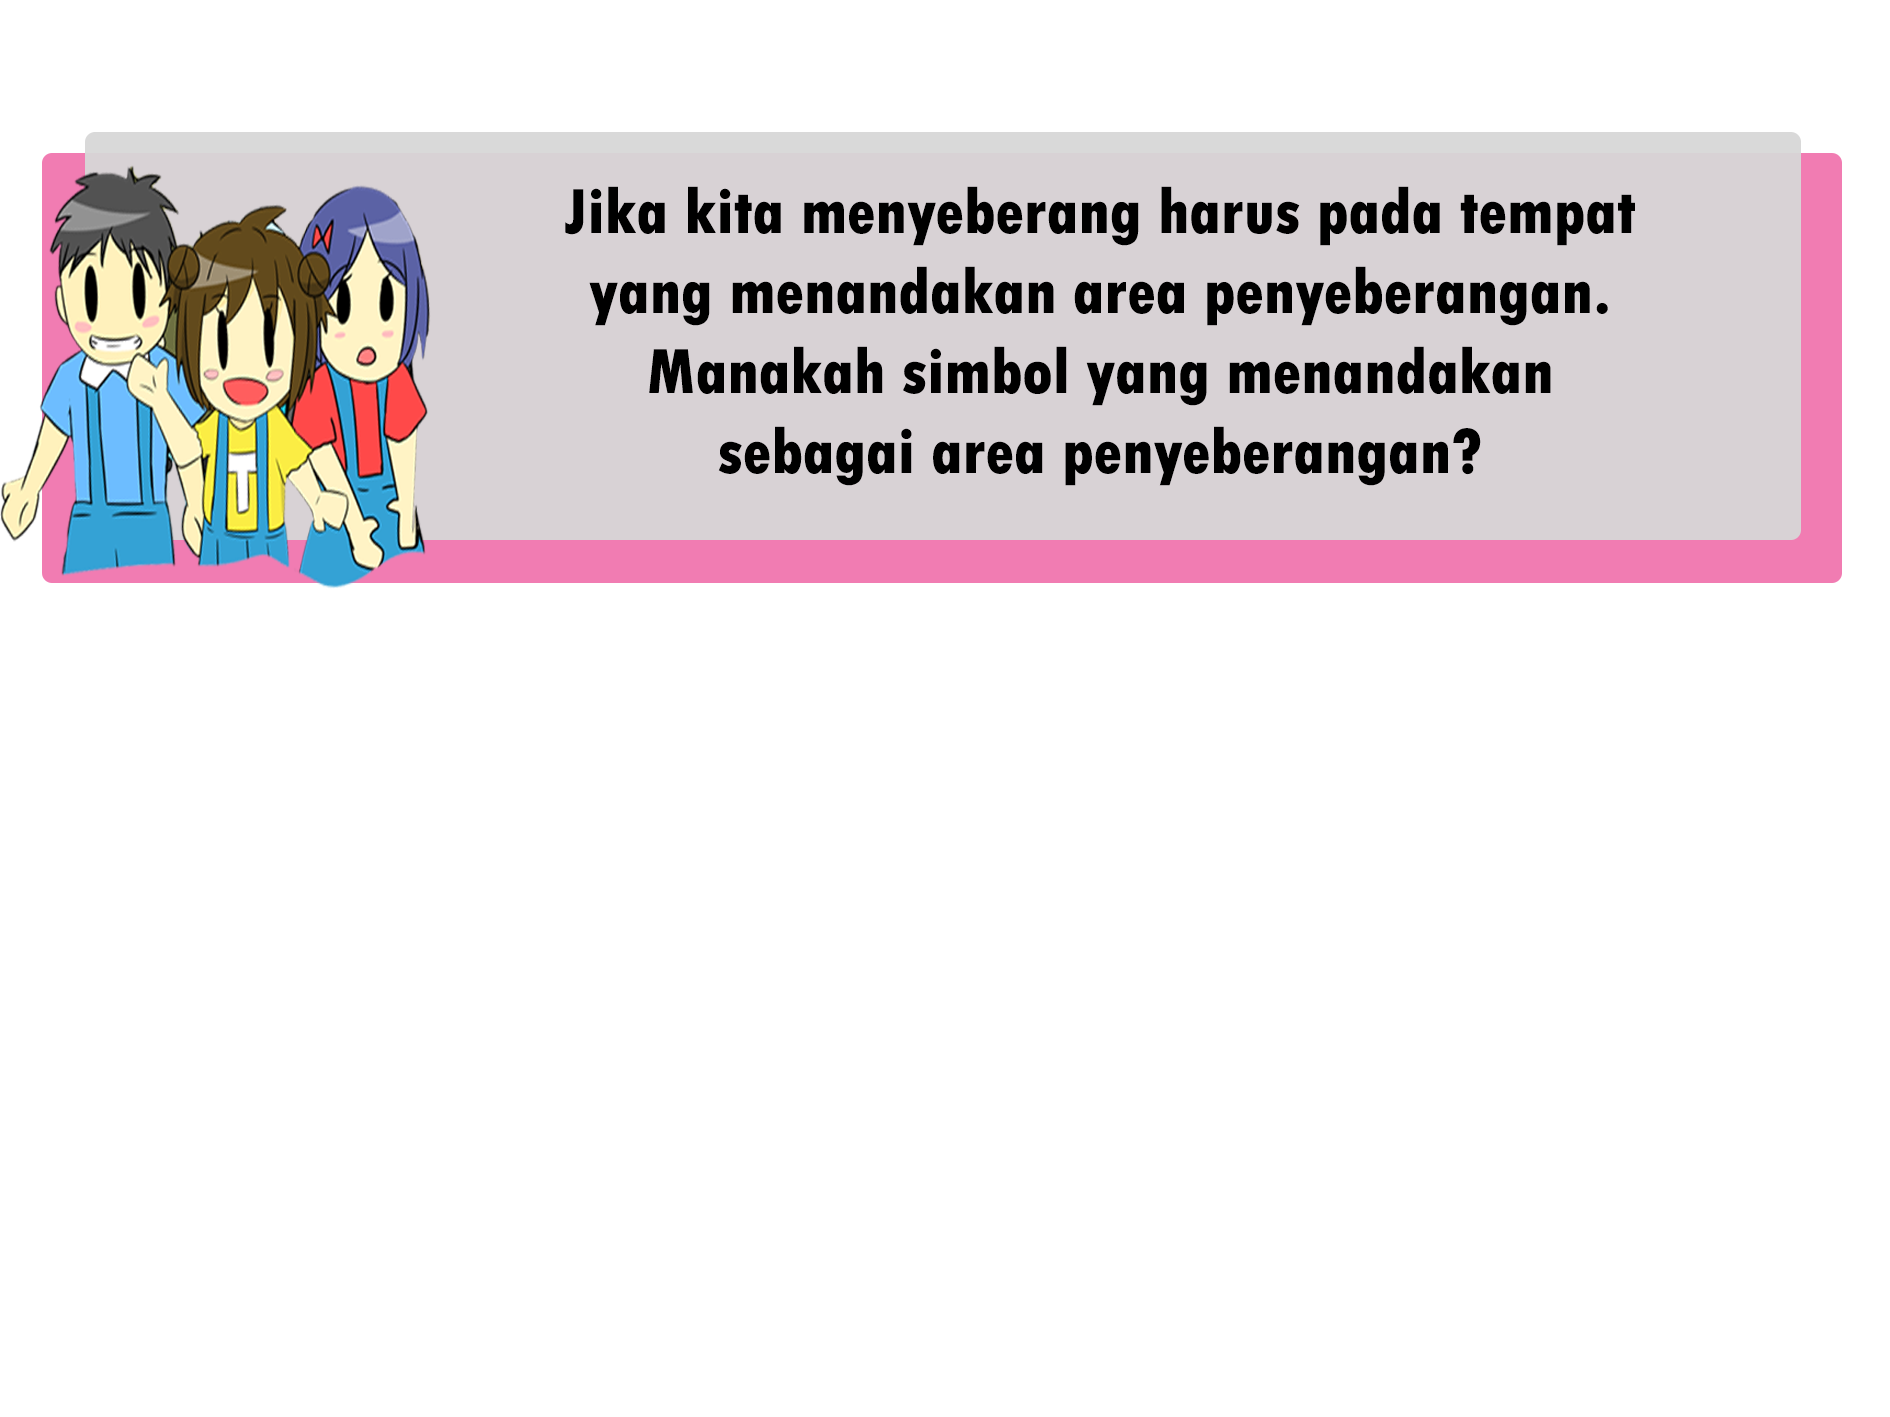 Jika kita menyeberang harus pada tempat
yang menandakan area penyeberangan.
Manakah simbol yang menandakan
sebagai area penyeberangan?
T